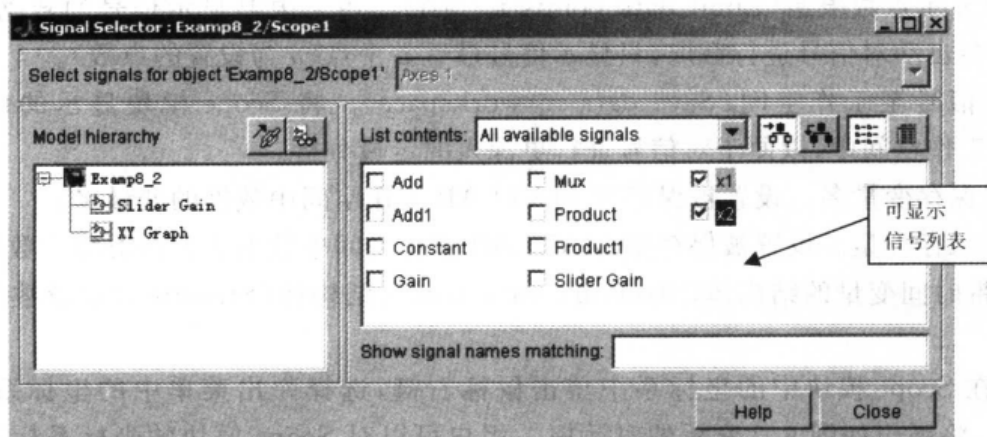 Signal Selector : Examp8_2/Scope1
Select signals for object 'Examp8_2/Scope1' Axes 1
Model hierarchy
List contents: All available signals
Examp8_2
Slider Gain
XY Graph
Add Mux x1
Add1 Product x2
Constant Product1
Gain Slider Gain
可显示
信号列表
Show signal names matching:
Help Close